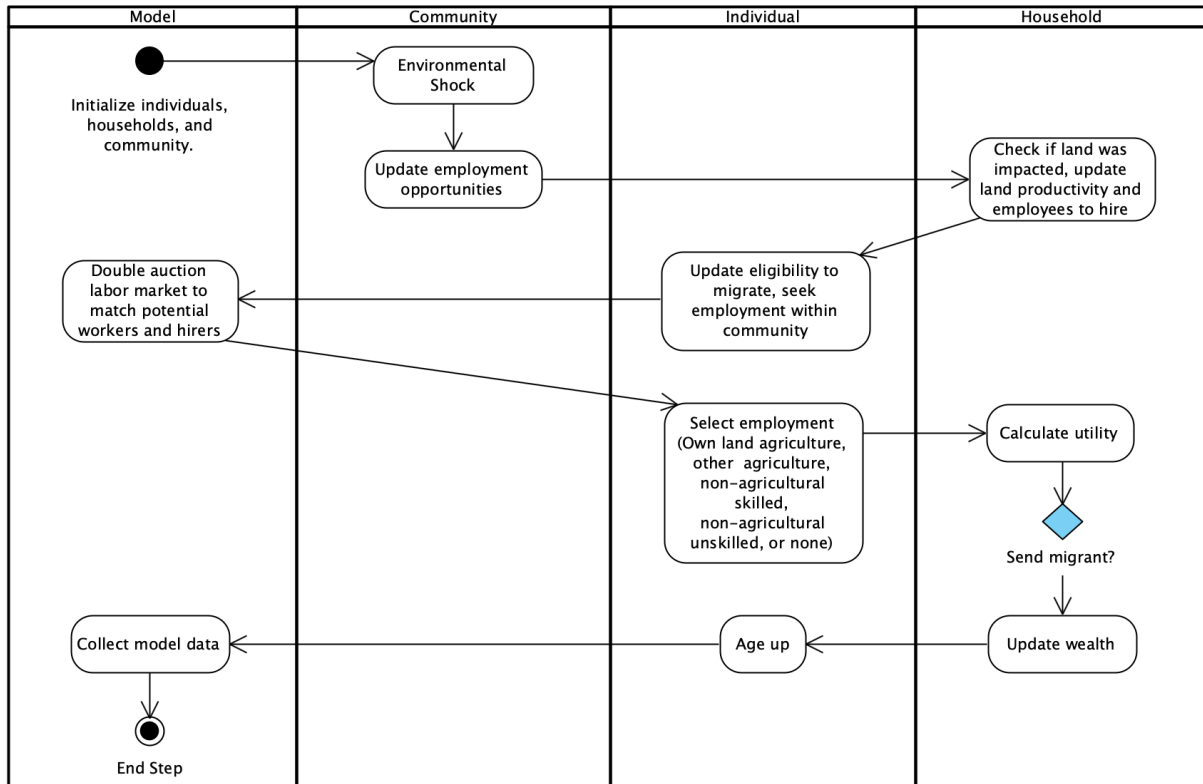 Model
Community
Individual
Household
Initialize individuals,
households, and
community.
Environmental
Shock
Update employment
opportunities
Check if land was
impacted, update
land productivity and
employees to hire
Update eligibility to
migrate, seek
employment within
community
Double auction
labor market to
match potential
workers and hirers
Select employment
(Own land agriculture,
other agriculture,
non-agricultural
skilled,
non-agricultural
unskilled, or none)
Calculate utility
Send migrant?
Update wealth
Age up
Collect model data
End Step